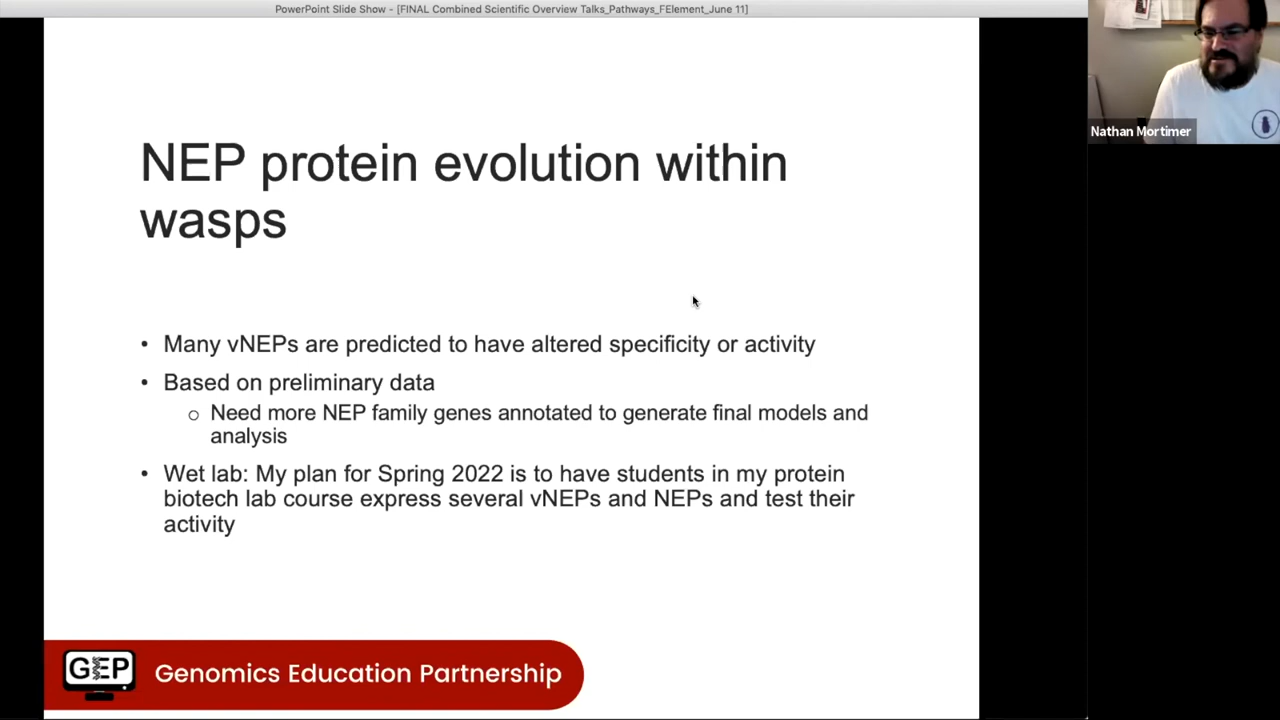 PowerPoint Slide Show - [FINAL Combined Scientific Overview Talks_Pathways_FElement_June 11]
Nathan Mortimer
NEP protein evolution within
wasps
• Many vNEPs are predicted to have altered specificity or activity
• Based on preliminary data
o Need more NEP family genes annotated to generate final models and
analysis
• Wet lab: My plan for Spring 2022 is to have students in my protein
biotech lab course express several vNEPs and NEPs and test their
activity
GEP Genomics Education Partnership